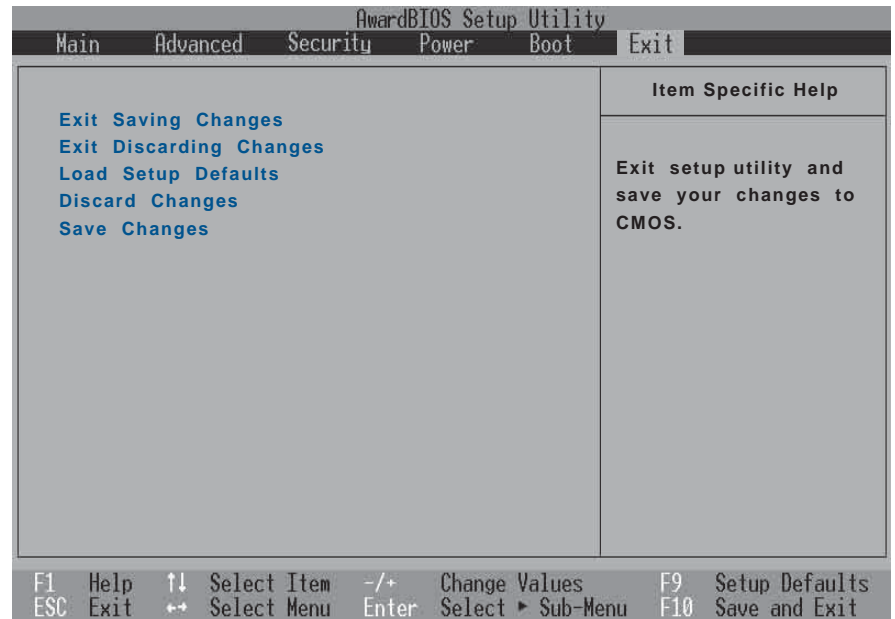 AwardBIOS Setup Utility
Main Advanced Security Power Boot Exit
Item Specific Help
Exit Saving Changes
Exit Discarding Changes
Load Setup Defaults
Discard Changes
Save Changes
Exit setup utility and
save your changes to
CMOS.
F1 Help ↑↓ Select Item -/+ Change Values F9 Setup Defaults
ESC Exit ←→ Select Menu Enter Select ► Sub-Menu F10 Save and Exit